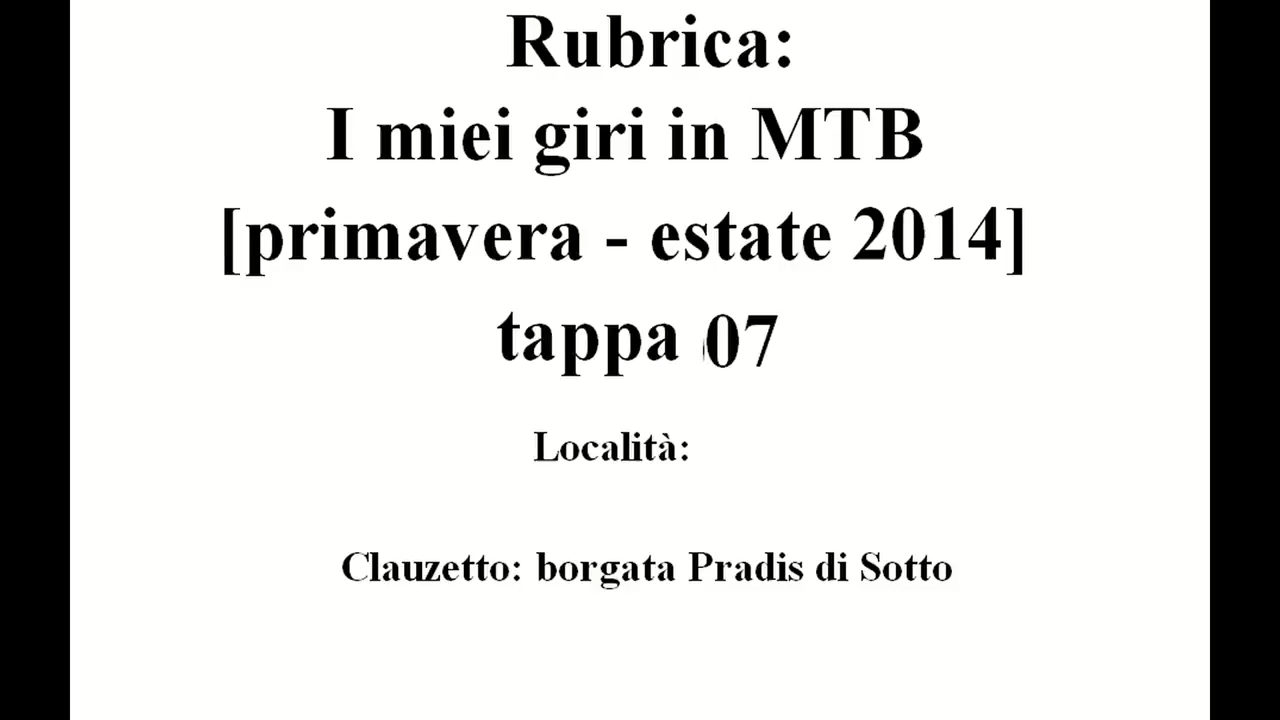 Rubrica:
I miei giri in MTB
[primavera - estate 2014]
tappa 07
Località:
Clauzetto: borgata Pradis di Sotto